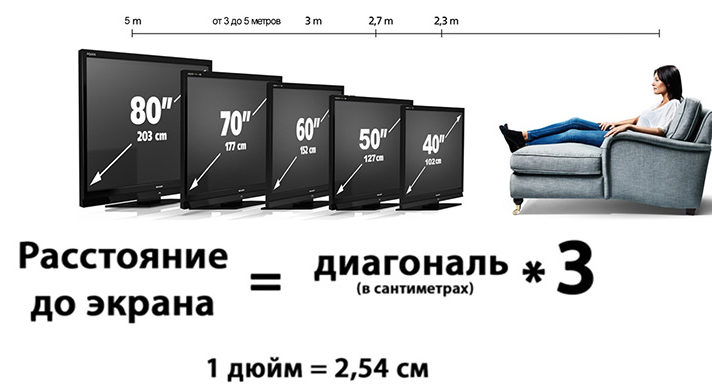 5 m от 3 до 5 метров 3 m 2,7 m 2,3 m
80"
203 cm
70"
177 cm
60"
152 cm
50"
127 cm
40"
102 cm
Расстояние
до экрана
=
диагональ
(в сантиметрах)
* 3
1 дюйм = 2,54 см